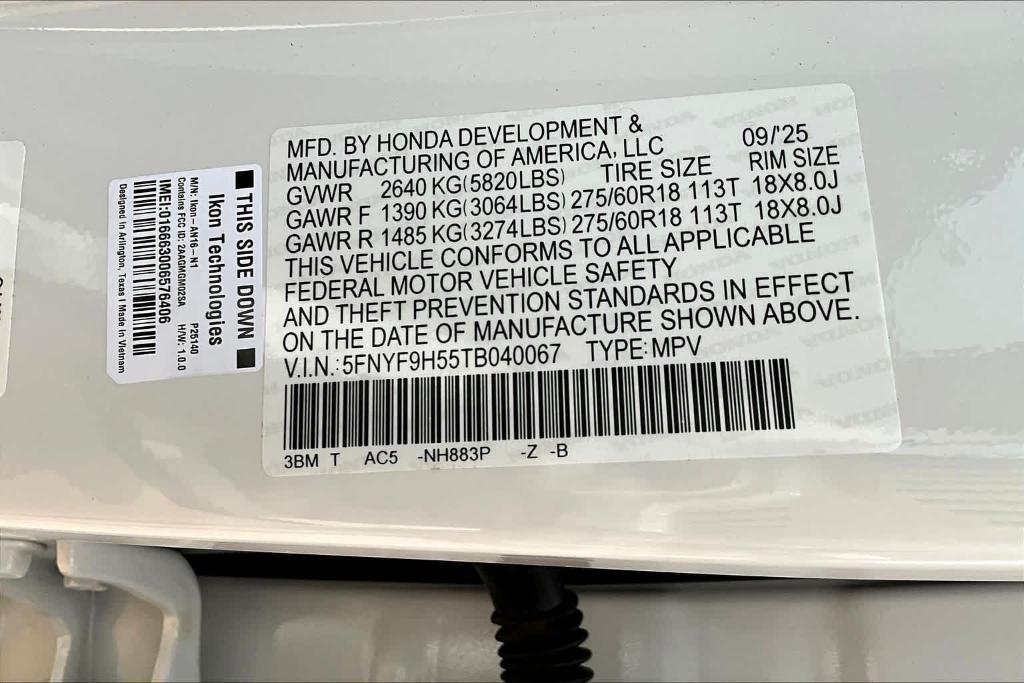 MFD. BY HONDA DEVELOPMENT &
MANUFACTURING OF AMERICA, LLC 09/'25
GVWR 2640 KG(5820LBS) TIRE SIZE RIM SIZE
GAWR F 1390 KG(3064LBS) 275/60R18 113T 18X8.0J
GAWR R 1485 KG(3274LBS) 275/60R18 113T 18X8.0J
THIS VEHICLE CONFORMS TO ALL APPLICABLE
FEDERAL MOTOR VEHICLE SAFETY
AND THEFT PREVENTION STANDARDS IN EFFECT
ON THE DATE OF MANUFACTURE SHOWN ABOVE.
V.I.N.:5FNYF9H55TB040067 TYPE:MPV
3BM T AC5 -NH883P -Z -B
THIS SIDE DOWN
Ikon Technologies
M/N: Ikon-AN16-N1 P25140
Contains FCC ID: 2AAGMGM02SA H/W: 1.0.0
IMEI:016663006576406
Designed in Arlington, Texas | Made in Vietnam